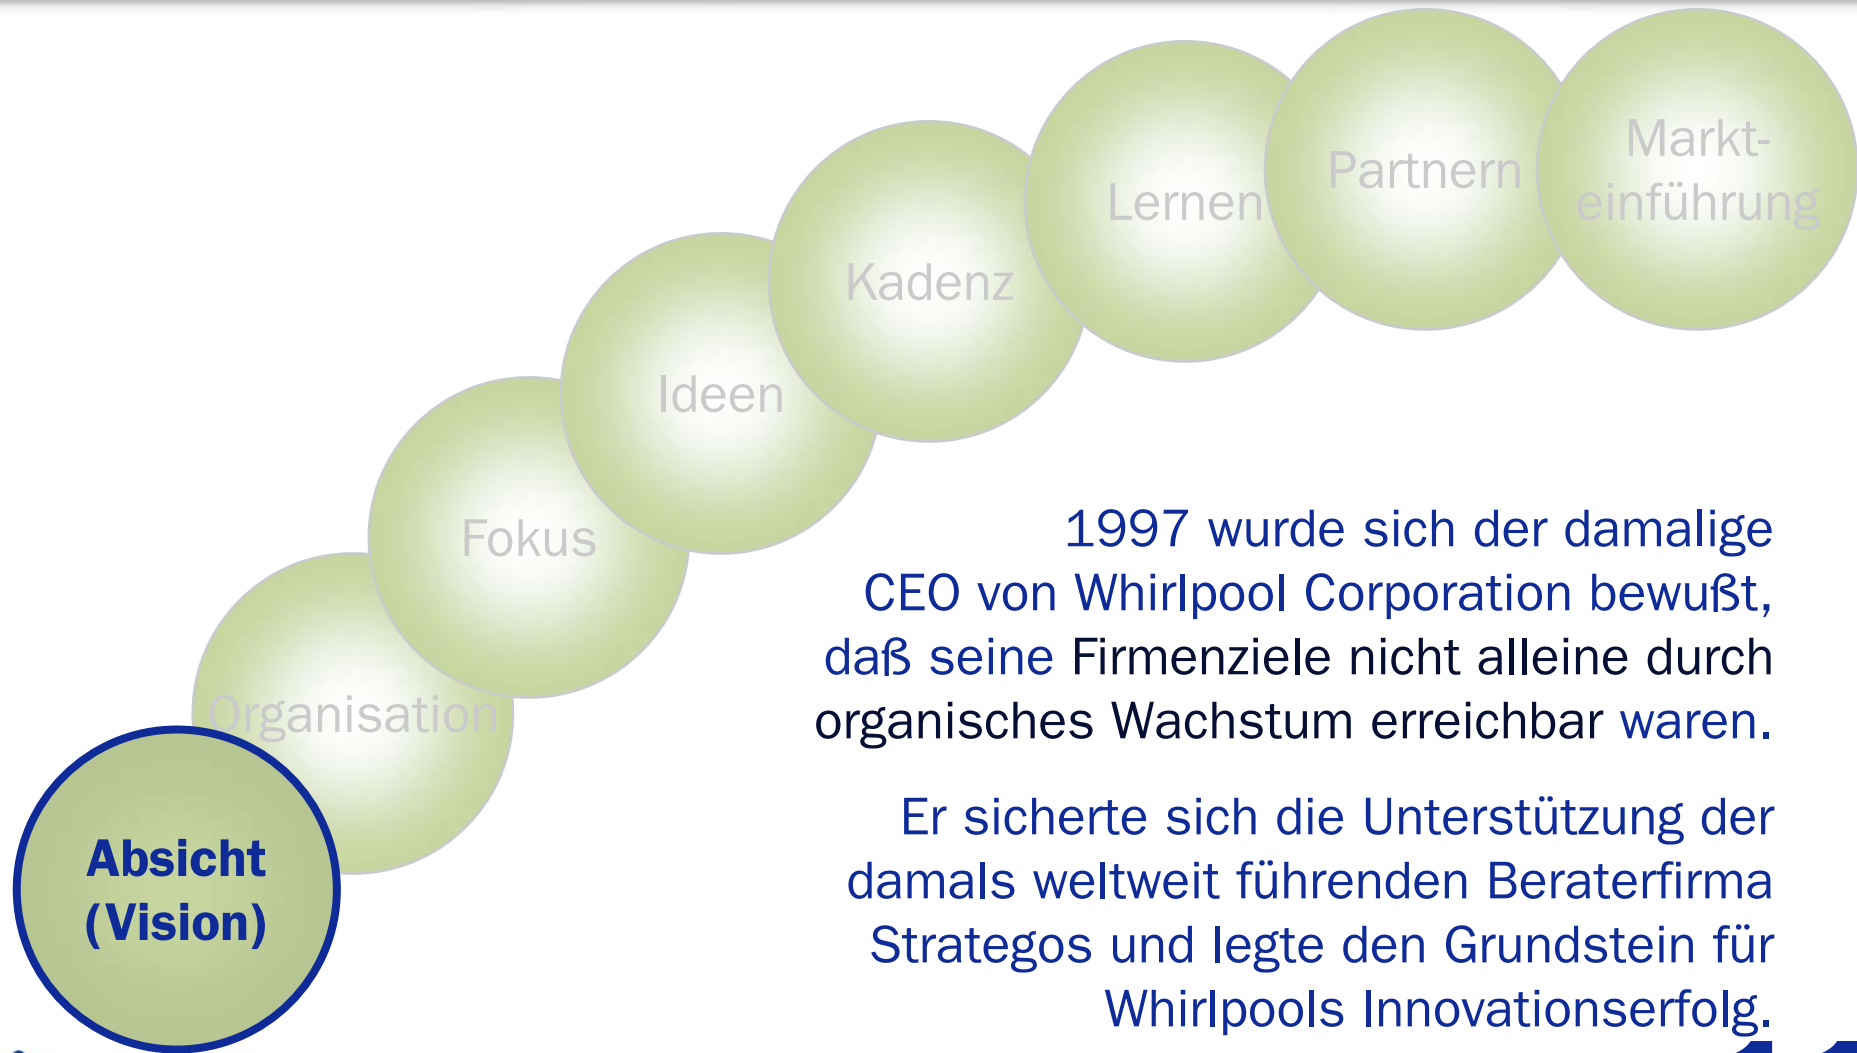 Markt-
einführung
Partnern
Lernen
Kadenz
Ideen
Fokus
Organisation
Absicht
(Vision)
1997 wurde sich der damalige
CEO von Whirlpool Corporation bewußt,
daß seine Firmenziele nicht alleine durch
organisches Wachstum erreichbar waren.
Er sicherte sich die Unterstützung der
damals weltweit führenden Beraterfirma
Strategos und legte den Grundstein für
Whirlpools Innovationserfolg.